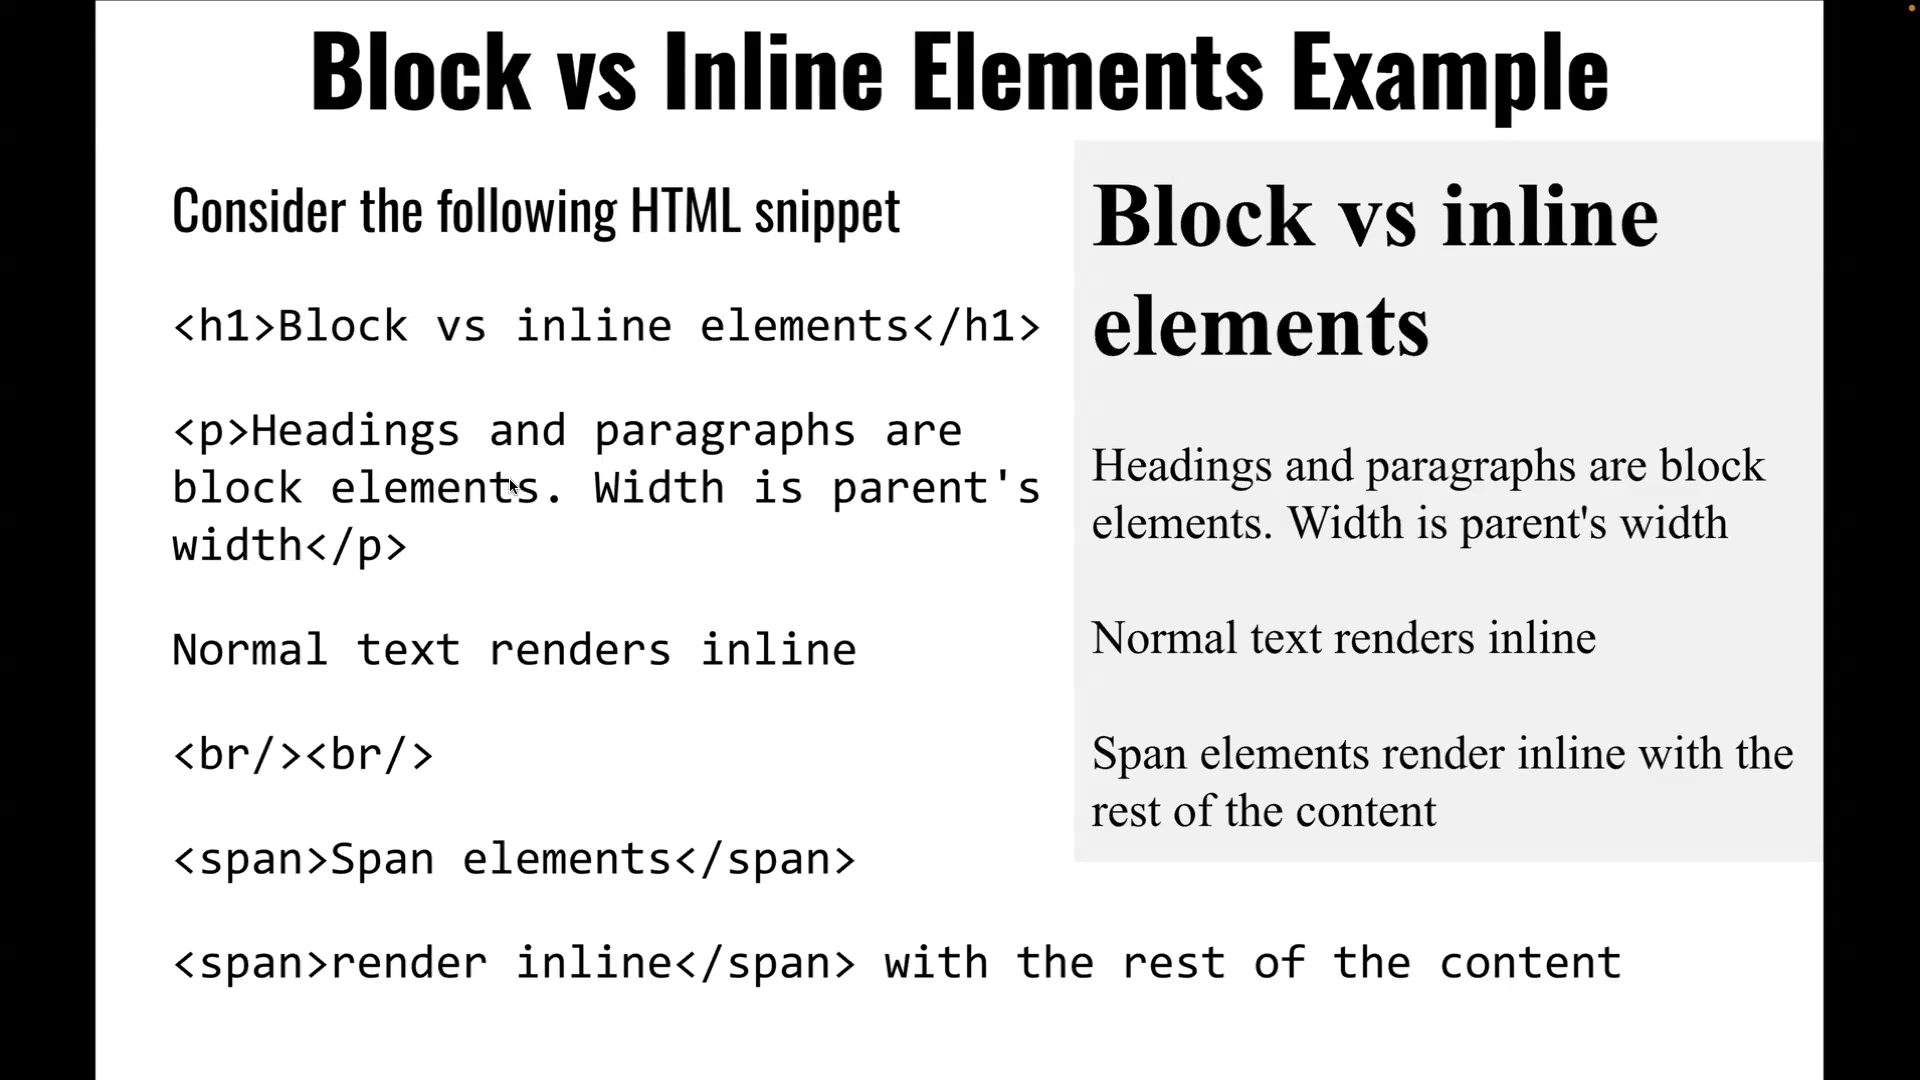 Block vs Inline Elements Example
Consider the following HTML snippet
<h1>Block vs inline elements</h1>
<p>Headings and paragraphs are
block elements. Width is parent's
width</p>
Normal text renders inline
<br/><br/>
<span>Span elements</span>
<span>render inline</span> with the rest of the content
Block vs inline
elements
Headings and paragraphs are block
elements. Width is parent's width
Normal text renders inline
Span elements render inline with the
rest of the content